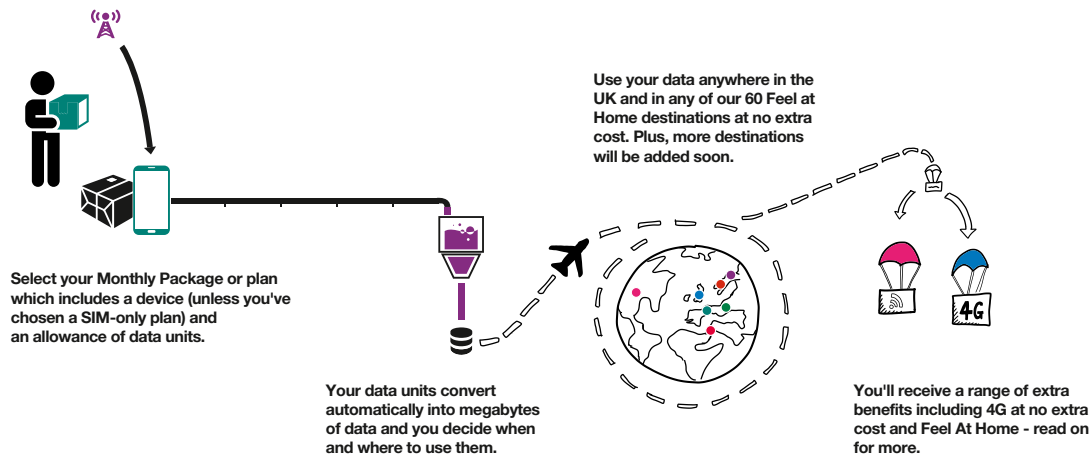 Select your Monthly Package or plan
which includes a device (unless you've
chosen a SIM-only plan) and
an allowance of data units.
Your data units convert
automatically into megabytes
of data and you decide when
and where to use them.
Use your data anywhere in the
UK and in any of our 60 Feel at
Home destinations at no extra
cost. Plus, more destinations
will be added soon.
4G
You'll receive a range of extra
benefits including 4G at no extra
cost and Feel At Home - read on
for more.